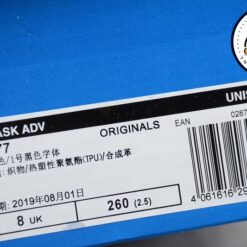 ASK ADV
ORIGINALS
UNIS
77
EAN
0287
色/1号黑色字体
: 织物/热塑性聚氨酯(TPU)/合成革
期: 2019年08月01日
8 UK
260 (2.5)
4 061616 29